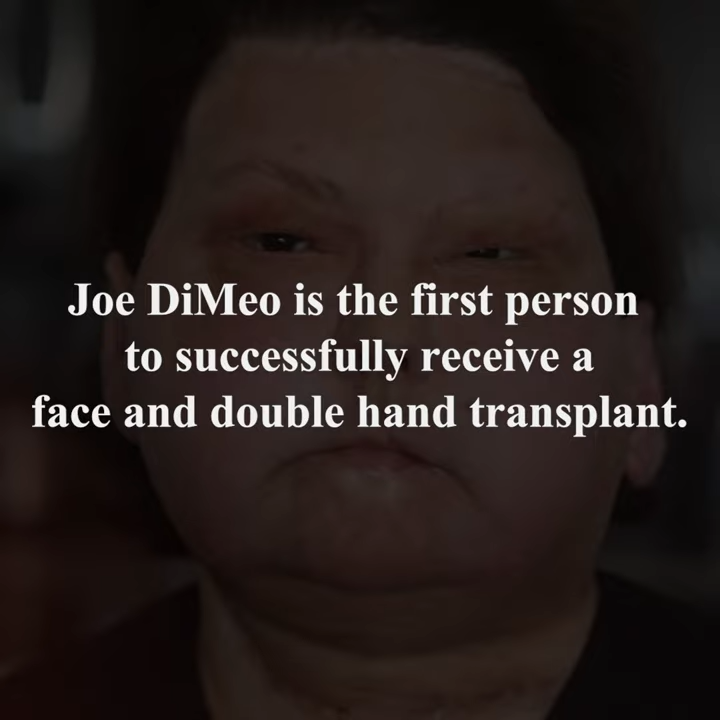 Joe DiMeo is the first person
to successfully receive a
face and double hand transplant.